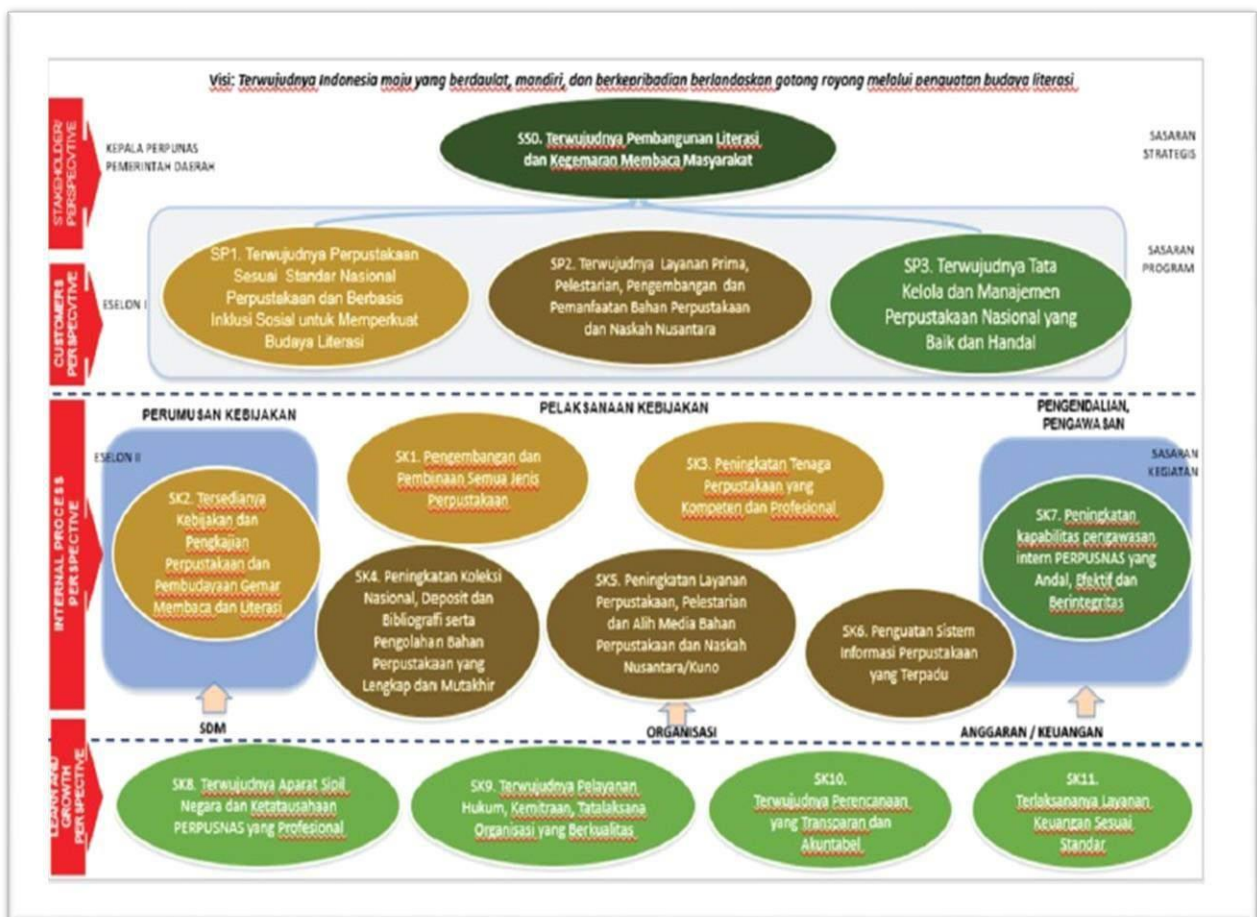 Visi: Terwujudnya Indonesia maju yang berdaulat, mandiri, dan berkepribadian berlandaskan gotong royong melalui penguatan budaya literasi
STAKEHOLDER/
PERSPECVTIVE
KEPALA PERPUNAS
PEMERINTAH DAERAH
SS0. Terwujudnya Pembangunan Literasi
dan Kegemaran Membaca Masyarakat
SASARAN
STRATEGIS
CUSTOMERS
PERSPECVTIVE
ESELON I
SP1. Terwujudnya Perpustakaan
Sesuai Standar Nasional
Perpustakaan dan Berbasis
Inklusi Sosial untuk Memperkuat
Budaya Literasi
SP2. Terwujudnya Layanan Prima,
Pelestarian, Pengembangan dan
Pemanfaatan Bahan Perpustakaan
dan Naskah Nusantara
SP3. Terwujudnya Tata
Kelola dan Manajemen
Perpustakaan Nasional yang
Baik dan Handal
SASARAN
PROGRAM
INTERNAL PROCESS
PERSPECTIVE
PERUMUSAN KEBIJAKAN
PELAKSANAAN KEBIJAKAN
PENGENDALIAN,
PENGAWASAN
ESELON II
SASARAN
KEGIATAN
SK2. Tersedianya
Kebijakan dan
Pengkajian
Perpustakaan dan
Pembudayaan Gemar
Membaca dan Literasi
SK1. Pengembangan dan
Pembinaan Semua Jenis
Perpustakaan
SK3. Peningkatan Tenaga
Perpustakaan yang
Kompeten dan Profesional
SK7. Peningkatan
kapabilitas pengawasan
intern PERPUSNAS yang
Andal, Efektif dan
Berintegritas
SK4. Peningkatan Koleksi
Nasional, Deposit dan
Bibliografi serta
Pengolahan Bahan
Perpustakaan yang
Lengkap dan Mutakhir
SK5. Peningkatan Layanan
Perpustakaan, Pelestarian
dan Alih Media Bahan
Perpustakaan dan Naskah
Nusantara/Kuno
SK6. Penguatan Sistem
Informasi Perpustakaan
yang Terpadu
SDM
ORGANISASI
ANGGARAN / KEUANGAN
LEARN AND
GROWTH
PERSPECTIVE
SK8. Terwujudnya Aparat Sipil
Negara dan Ketatausahaan
PERPUSNAS yang Profesional
SK9. Terwujudnya Pelayanan
Hukum, Kemitraan, Tatalaksana
Organisasi yang Berkualitas
SK10.
Terwujudnya Perencanaan
yang Transparan dan
Akuntabel
SK11.
Terlaksananya Layanan
Keuangan Sesuai
Standar